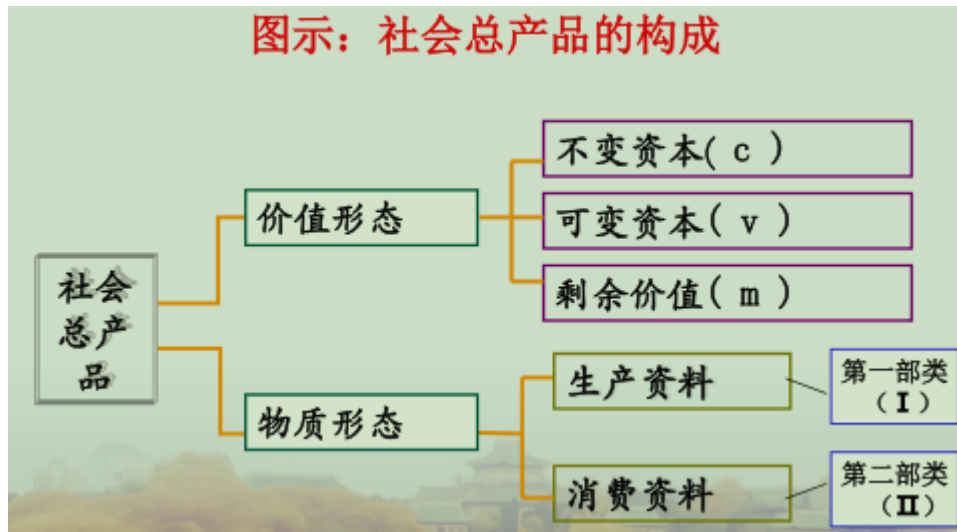 图示：社会总产品的构成
社会
总产
品
价值形态
不变资本( c )
可变资本( v )
剩余价值( m )
物质形态
生产资料
第一部类
（Ⅰ）
消费资料
第二部类
（Ⅱ）